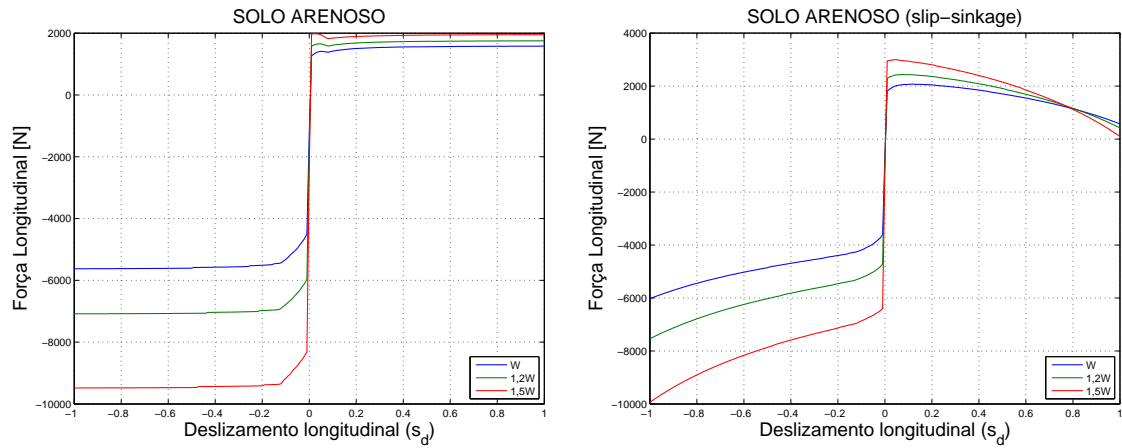 SOLO ARENOSO
2000
0
−2000
−4000
−6000
−8000
−10000
Força Longitudinal [N]
−1 −0.8 −0.6 −0.4 −0.2 0 0.2 0.4 0.6 0.8 1
Deslizamento longitudinal (s_d)
W
1,2W
1,5W
SOLO ARENOSO (slip−sinkage)
4000
2000
0
−2000
−4000
−6000
−8000
−10000
Força Longitudinal [N]
−1 −0.8 −0.6 −0.4 −0.2 0 0.2 0.4 0.6 0.8 1
Deslizamento longitudinal (s_d)
W
1,2W
1,5W